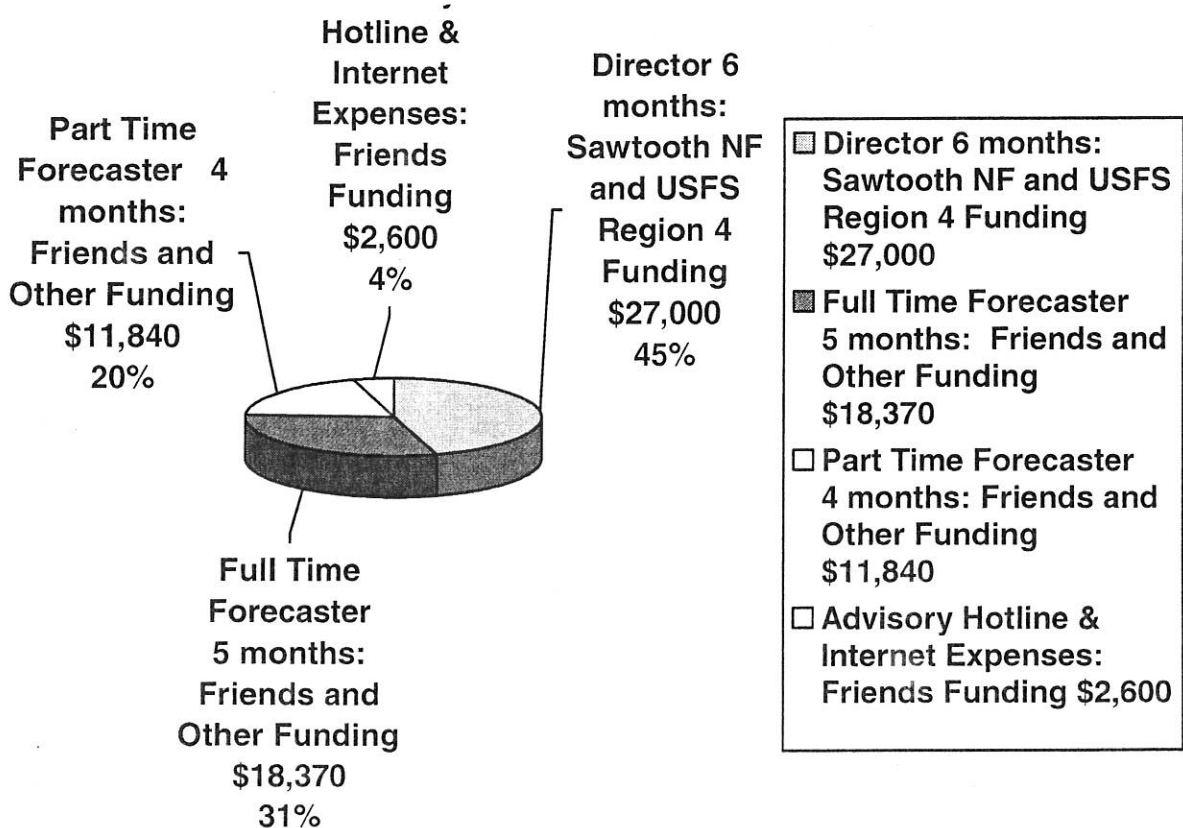 Hotline &
Internet
Expenses:
Friends
Funding
$2,600
4%
Director 6
months:
Sawtooth NF
and USFS
Region 4
Funding
$27,000
45%
Part Time
Forecaster 4
months:
Friends and
Other Funding
$11,840
20%
Full Time
Forecaster
5 months:
Friends and
Other Funding
$18,370
31%
Director 6 months:
Sawtooth NF and USFS
Region 4 Funding
$27,000
Full Time Forecaster
5 months: Friends and
Other Funding
$18,370
Part Time Forecaster
4 months: Friends and
Other Funding
$11,840
Advisory Hotline &
Internet Expenses:
Friends Funding $2,600